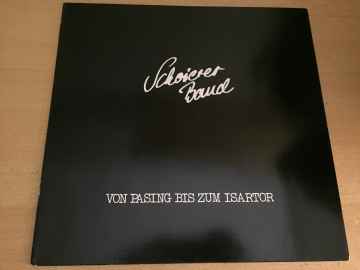 Schoierer
Band
VON PASING BIS ZUM ISARTOR